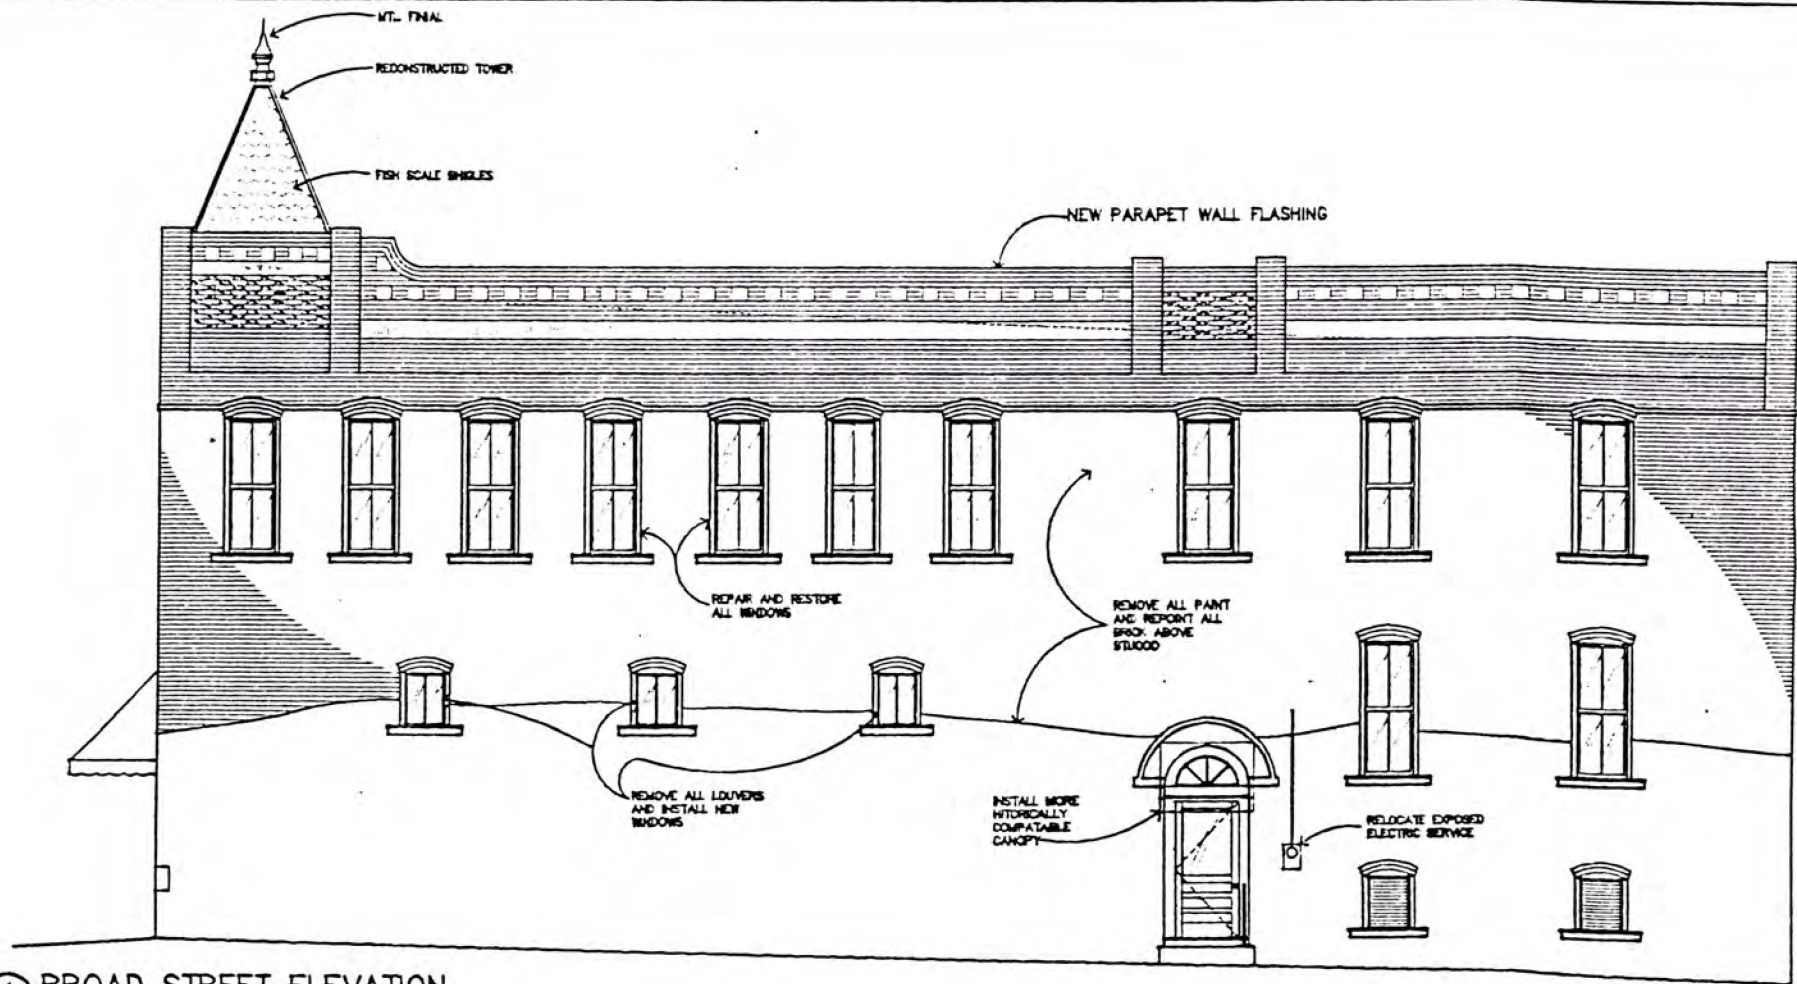 MTL FINIAL
RECONSTRUCTED TOWER
FISH SCALE SHIGLES
NEW PARAPET WALL FLASHING
REPAIR AND RESTORE
ALL WINDOWS
REMOVE ALL PAINT
AND REPOINT ALL
BRICK ABOVE
STUCCO
REMOVE ALL LOUVERS
AND INSTALL NEW
WINDOWS
INSTALL MORE
HITORICALLY
COMPATABLE
CANOPY
RELOCATE EXPOSED
ELECTRIC SERVICE
BROAD STREET ELEVATION